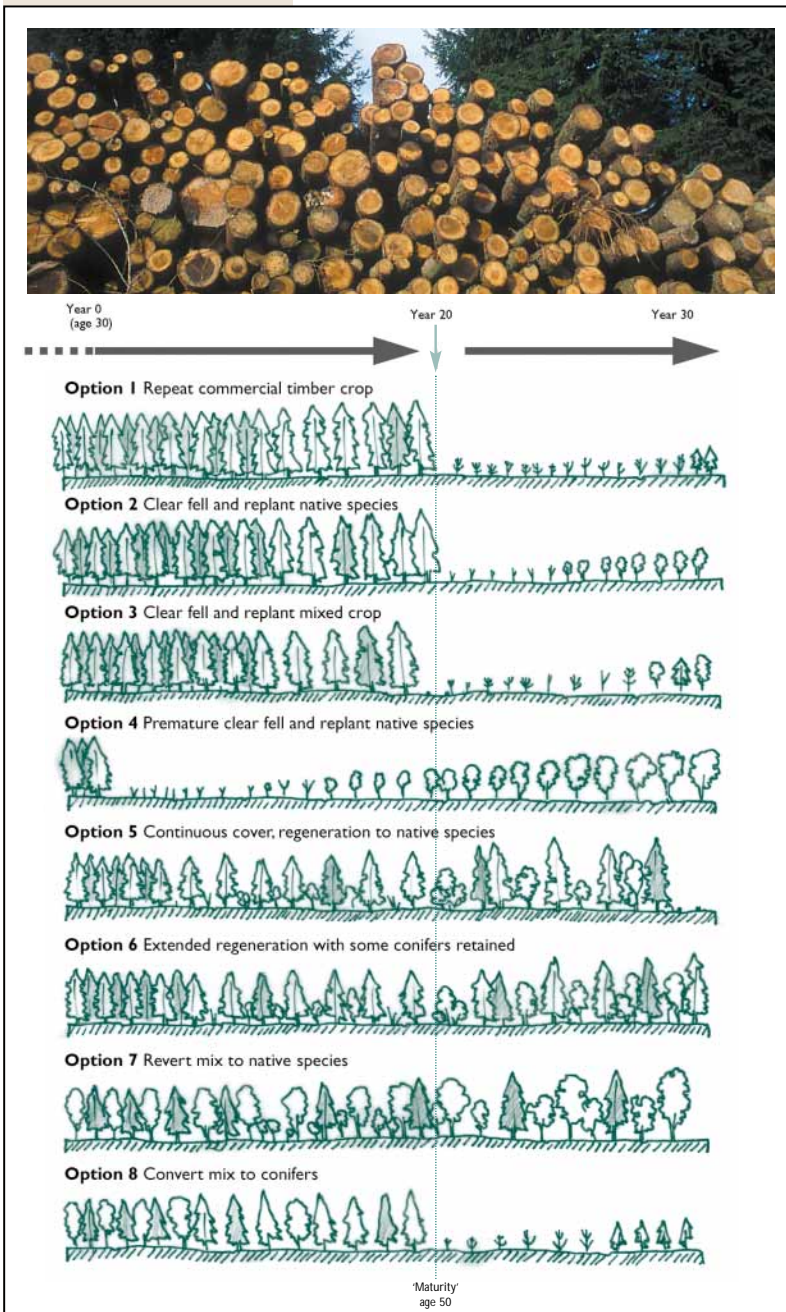 Year 0
(age 30)
Year 20
Year 30
Option 1 Repeat commercial timber crop
Option 2 Clear fell and replant native species
Option 3 Clear fell and replant mixed crop
Option 4 Premature clear fell and replant native species
Option 5 Continuous cover, regeneration to native species
Option 6 Extended regeneration with some conifers retained
Option 7 Revert mix to native species
Option 8 Convert mix to conifers
'Maturity'
age 50